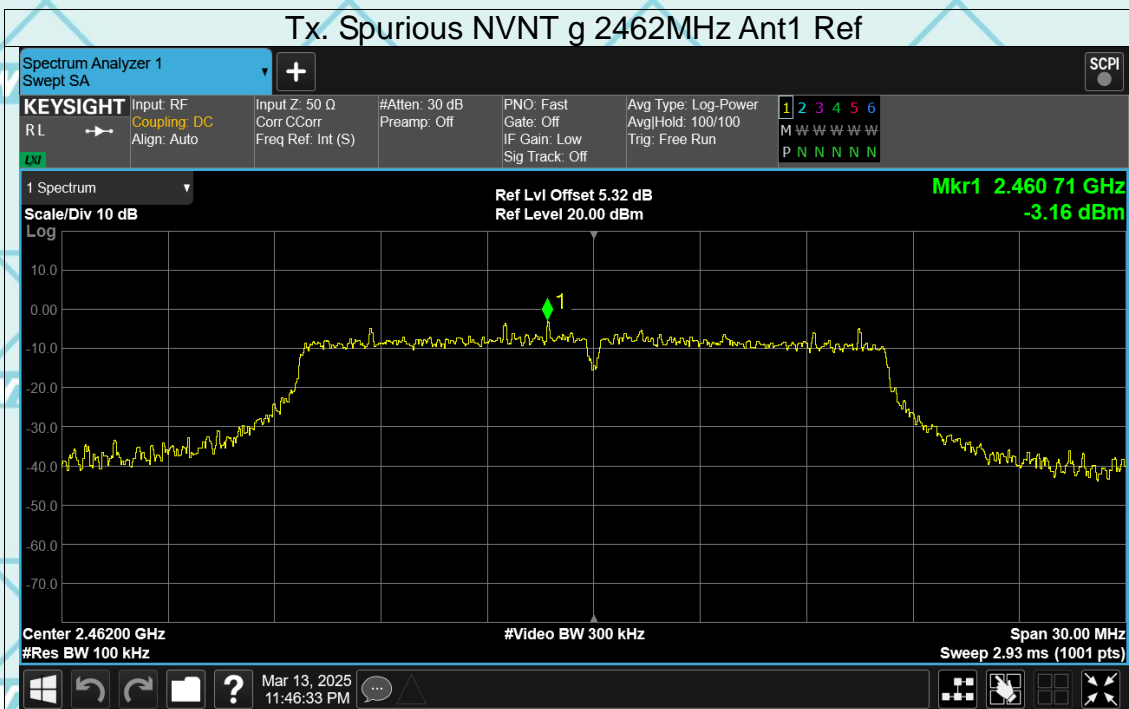 Tx. Spurious NVNT g 2462MHz Ant1 Ref
Spectrum Analyzer 1
Swept SA
+
SCPI
KEYSIGHT
RL
LXI
Input: RF
Coupling: DC
Align: Auto
Input Z: 50 Ω
Corr CCorr
Freq Ref: Int (S)
#Atten: 30 dB
Preamp: Off
PNO: Fast
Gate: Off
IF Gain: Low
Sig Track: Off
Avg Type: Log-Power
Avg|Hold: 100/100
Trig: Free Run
1 2 3 4 5 6
M W W W W W
P N N N N N
1 Spectrum
Scale/Div 10 dB
Ref Lvl Offset 5.32 dB
Ref Level 20.00 dBm
Mkr1 2.460 71 GHz
-3.16 dBm
Log
10.0
0.00
-10.0
-20.0
-30.0
-40.0
-50.0
-60.0
-70.0
1
Center 2.46200 GHz
#Res BW 100 kHz
#Video BW 300 kHz
Span 30.00 MHz
Sweep 2.93 ms (1001 pts)
?
Mar 13, 2025
11:46:33 PM